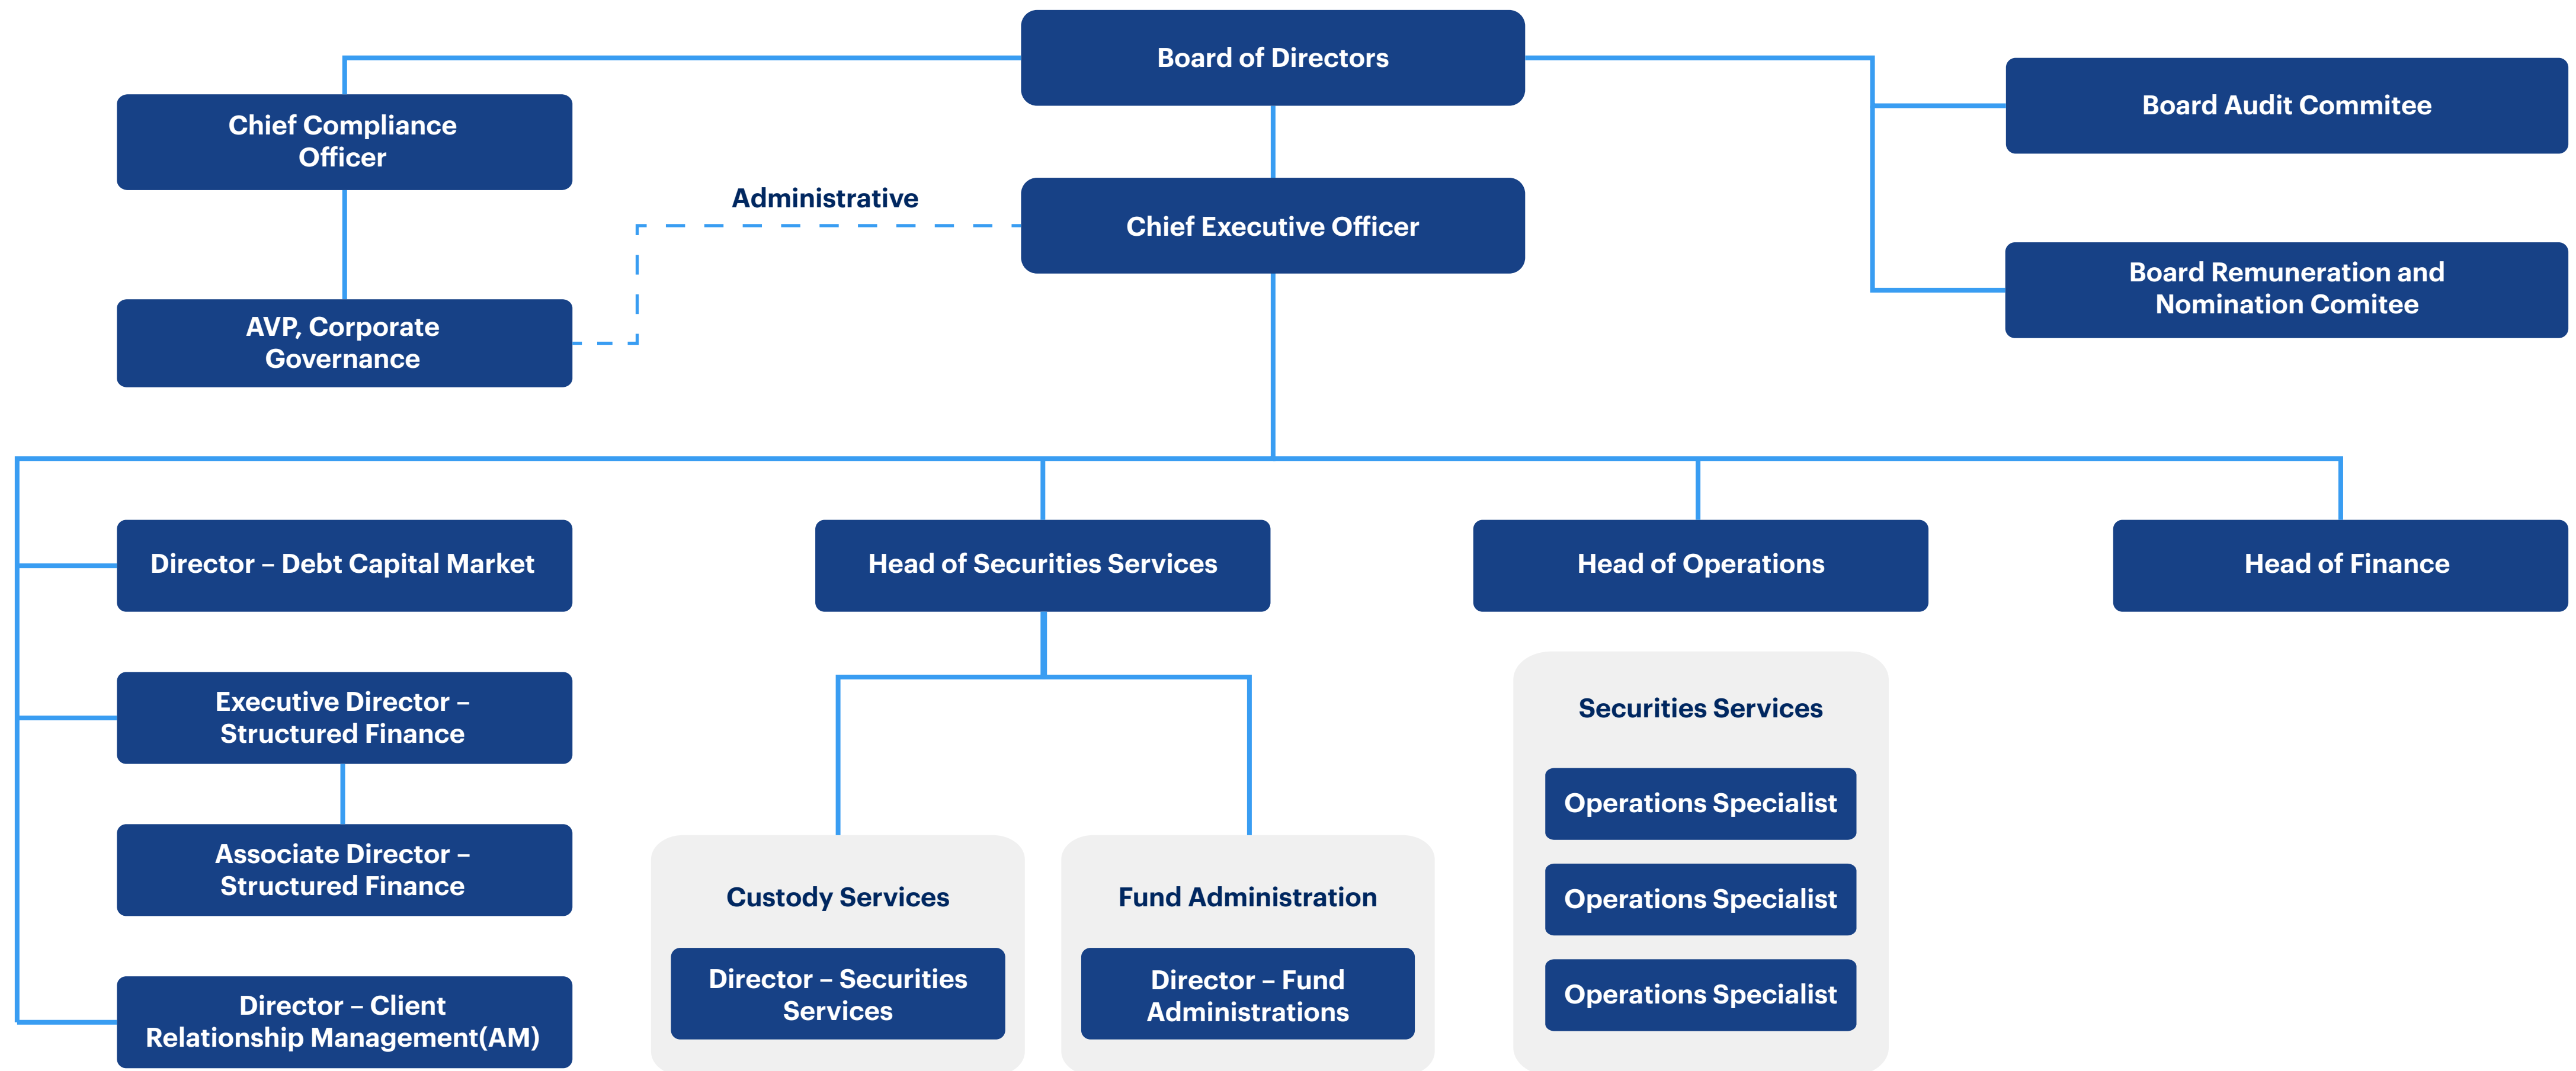 Board of Directors
Board Audit Commitee
Chief Compliance
Officer
Administrative
Chief Executive Officer
Board Remuneration and
Nomination Comitee
AVP, Corporate
Governance
Director – Debt Capital Market
Head of Securities Services
Head of Operations
Head of Finance
Executive Director –
Structured Finance
Associate Director –
Structured Finance
Director – Client
Relationship Management(AM)
Custody Services
Director – Securities
Services
Fund Administration
Director – Fund
Administrations
Securities Services
Operations Specialist
Operations Specialist
Operations Specialist